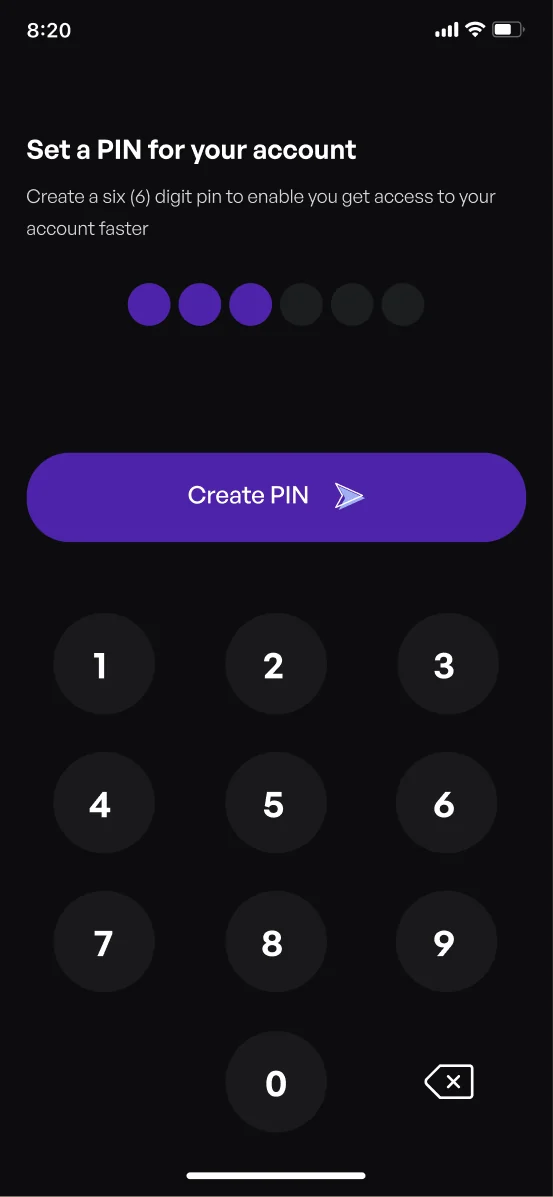 8:20
Set a PIN for your account
Create a six (6) digit pin to enable you get access to your
account faster
Create PIN
1 2 3
4 5 6
7 8 9
0